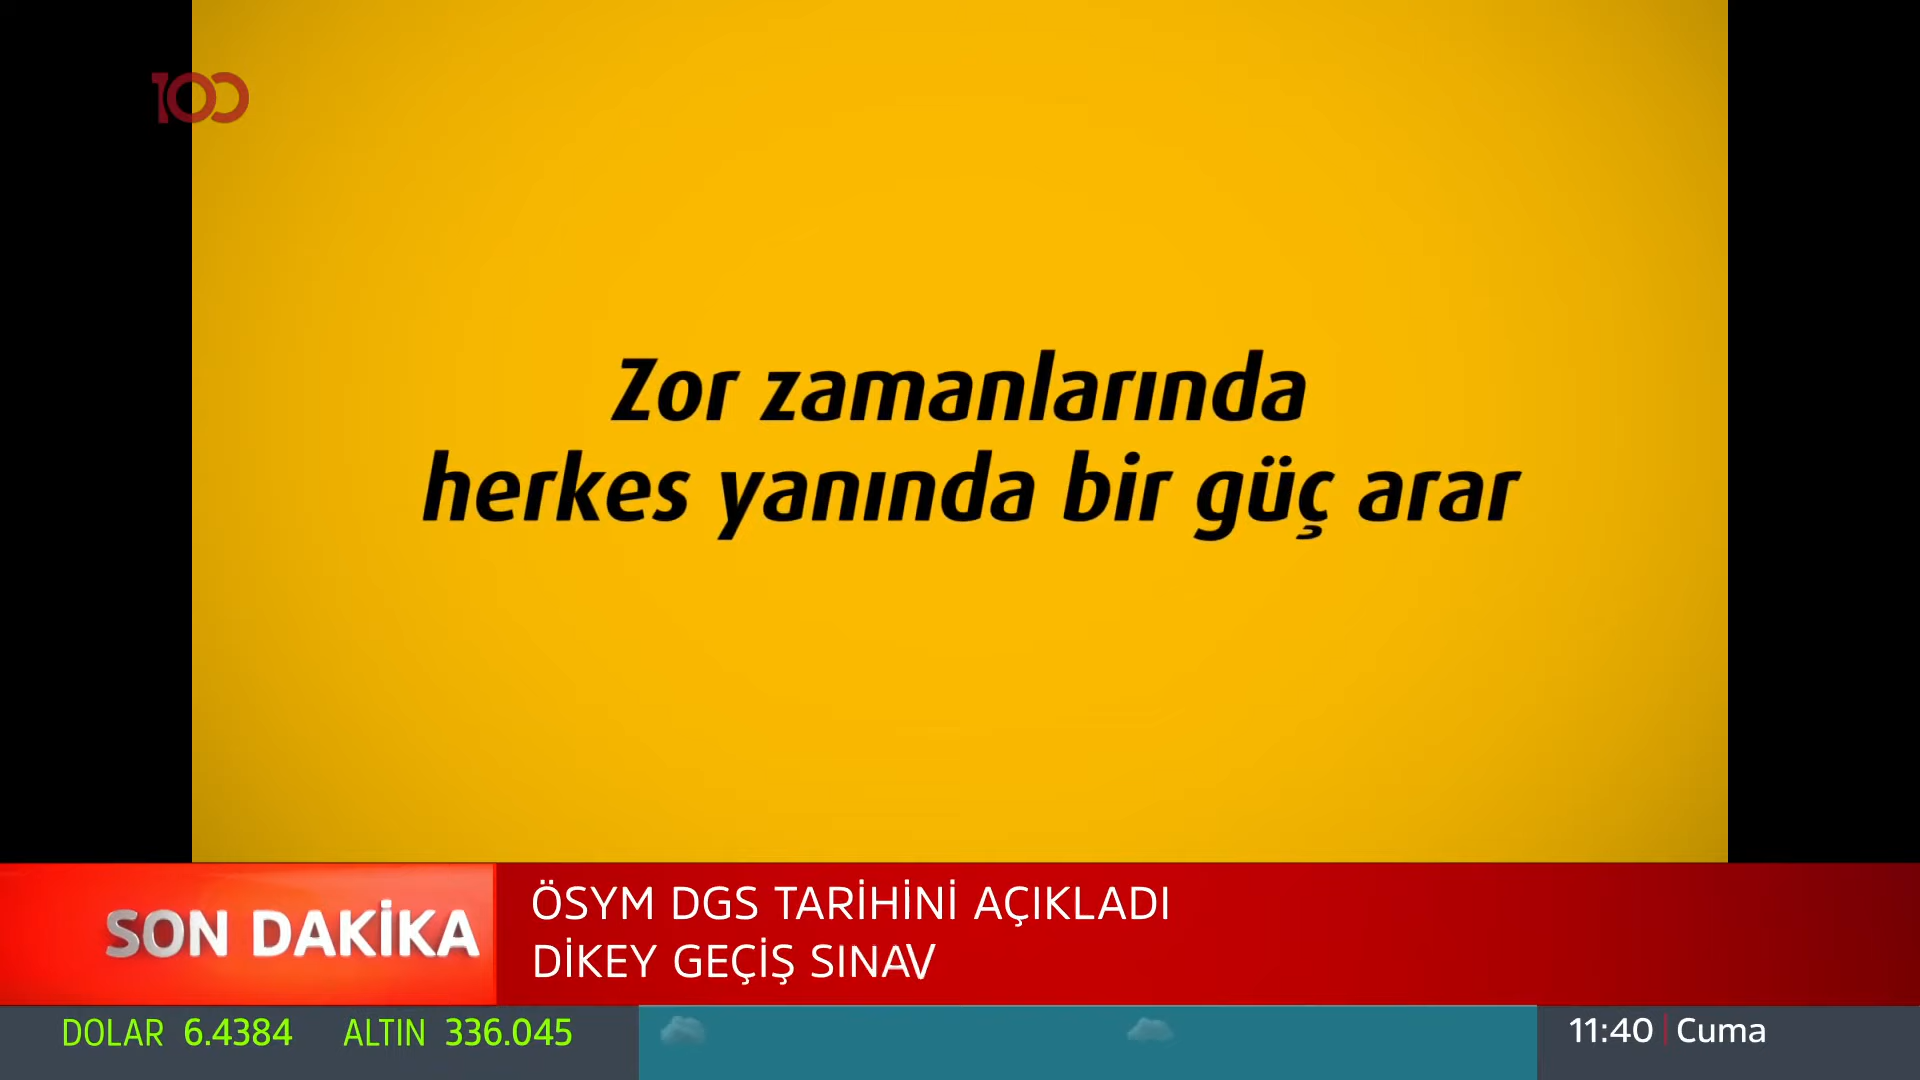 100
Zor zamanlarında
herkes yanında bir güç arar
SON DAKİKA
ÖSYM DGS TARİHİNİ AÇIKLADI
DİKEY GEÇİŞ SINAV
DOLAR 6.4384 ALTIN 336.045
11:40 Cuma